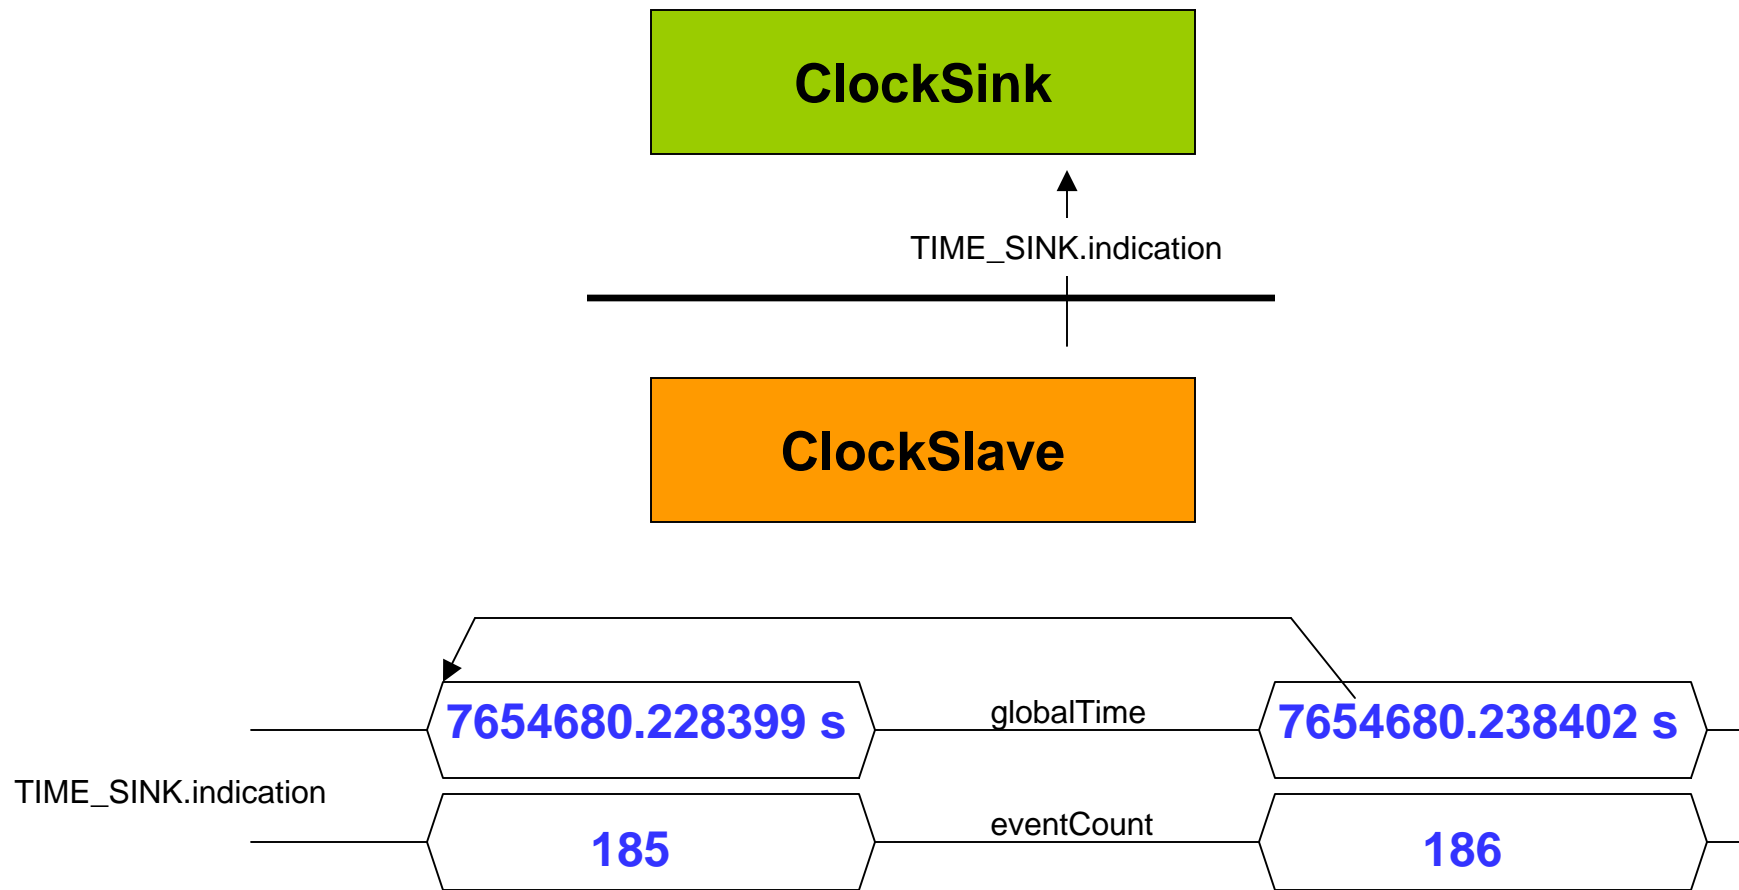 ClockSink
TIME_SINK.indication
ClockSlave
7654680.228399 s
globalTime
7654680.238402 s
TIME_SINK.indication
185
eventCount
186